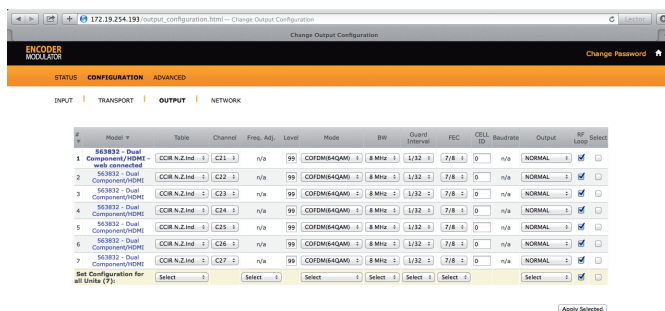 172.19.254.193/output_configuration.html — Change Output Configuration
Lector
Change Output Configuration
ENCODER
MODULATOR
Change Password
STATUS CONFIGURATION ADVANCED
INPUT TRANSPORT OUTPUT NETWORK
# Model Table Channel Freq. Adj. Level Mode BW Guard Interval FEC CELL ID Baudrate Output RF Loop Select
1 563832 - Dual Component/HDMI - web connected CCIR N.Z.Ind C21 n/a 99 COFDM(64QAM) 8 MHz 1/32 7/8 0 n/a NORMAL
2 563832 - Dual Component/HDMI CCIR N.Z.Ind C22 n/a 99 COFDM(64QAM) 8 MHz 1/32 7/8 0 n/a NORMAL
3 563832 - Dual Component/HDMI CCIR N.Z.Ind C23 n/a 99 COFDM(64QAM) 8 MHz 1/32 7/8 0 n/a NORMAL
4 563832 - Dual Component/HDMI CCIR N.Z.Ind C24 n/a 99 COFDM(64QAM) 8 MHz 1/32 7/8 0 n/a NORMAL
5 563832 - Dual Component/HDMI CCIR N.Z.Ind C25 n/a 99 COFDM(64QAM) 8 MHz 1/32 7/8 0 n/a NORMAL
6 563832 - Dual Component/HDMI CCIR N.Z.Ind C26 n/a 99 COFDM(64QAM) 8 MHz 1/32 7/8 0 n/a NORMAL
7 563832 - Dual Component/HDMI CCIR N.Z.Ind C27 n/a 99 COFDM(64QAM) 8 MHz 1/32 7/8 0 n/a NORMAL
Set Configuration for all Units (7): Select Select Select Select Select Select Select
Apply Selected